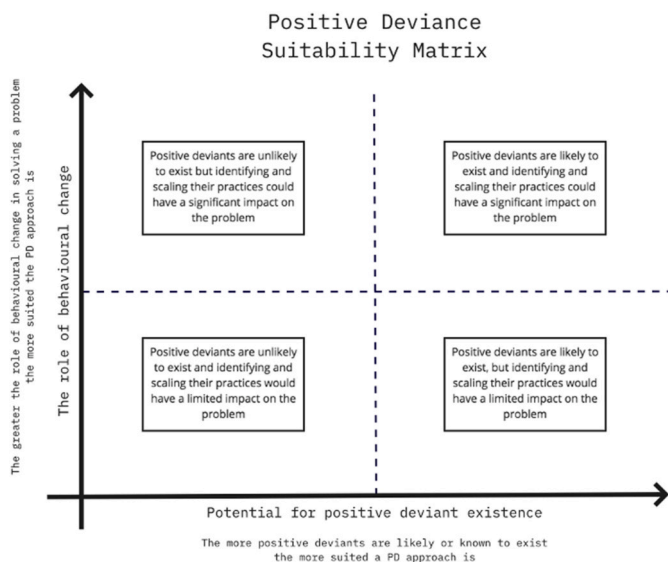 Positive Deviance
Suitability Matrix
The greater the role of behavioural change in solving a problem
the more suited the PD approach is
The role of behavioural change
Positive deviants are unlikely
to exist but identifying and
scaling their practices could
have a significant impact on
the problem
Positive deviants are likely to
exist and identifying and
scaling their practices could
have a significant impact on
the problem
Positive deviants are unlikely
to exist and identifying and
scaling their practices would
have a limited impact on the
problem
Positive deviants are likely to
exist, but identifying and
scaling their practices would
have a limited impact on the
problem
Potential for positive deviant existence
The more positive deviants are likely or known to exist
the more suited a PD approach is